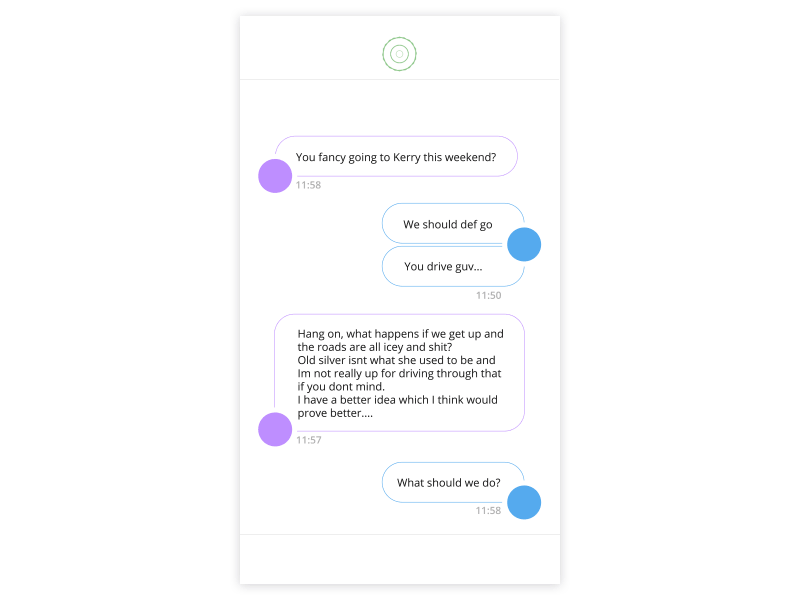 You fancy going to Kerry this weekend?
11:58
We should def go
You drive guv...
11:50
Hang on, what happens if we get up and
the roads are all icey and shit?
Old silver isnt what she used to be and
Im not really up for driving through that
if you dont mind.
I have a better idea which I think would
prove better....
11:57
What should we do?
11:58